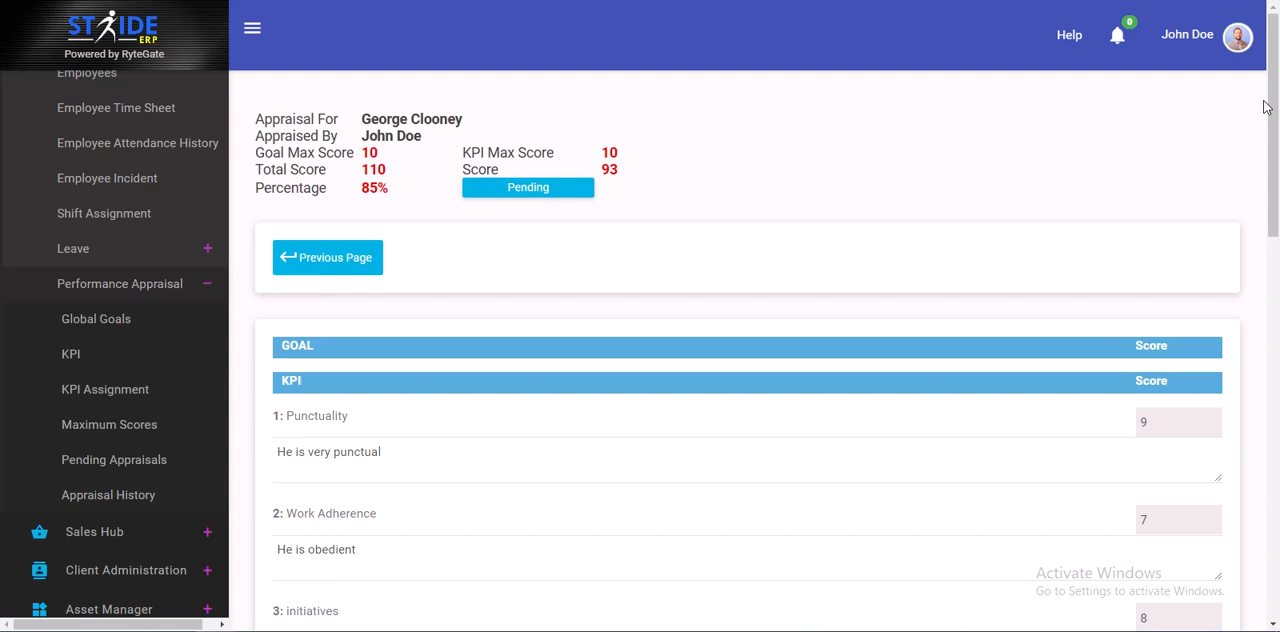 STRIDE
ERP
Powered by RyteGate
Help
0
John Doe
Employees
Employee Time Sheet
Employee Attendance History
Employee Incident
Shift Assignment
Leave +
Performance Appraisal −
Global Goals
KPI
KPI Assignment
Maximum Scores
Pending Appraisals
Appraisal History
Sales Hub +
Client Administration +
Asset Manager +
Appraisal For George Clooney
Appraised By John Doe
Goal Max Score 10 KPI Max Score 10
Total Score 110 Score 93
Percentage 85% Pending
Previous Page
GOAL Score
KPI Score
1: Punctuality 9
He is very punctual
2: Work Adherence 7
He is obedient
3: initiatives 8
Activate Windows
Go to Settings to activate Windows.